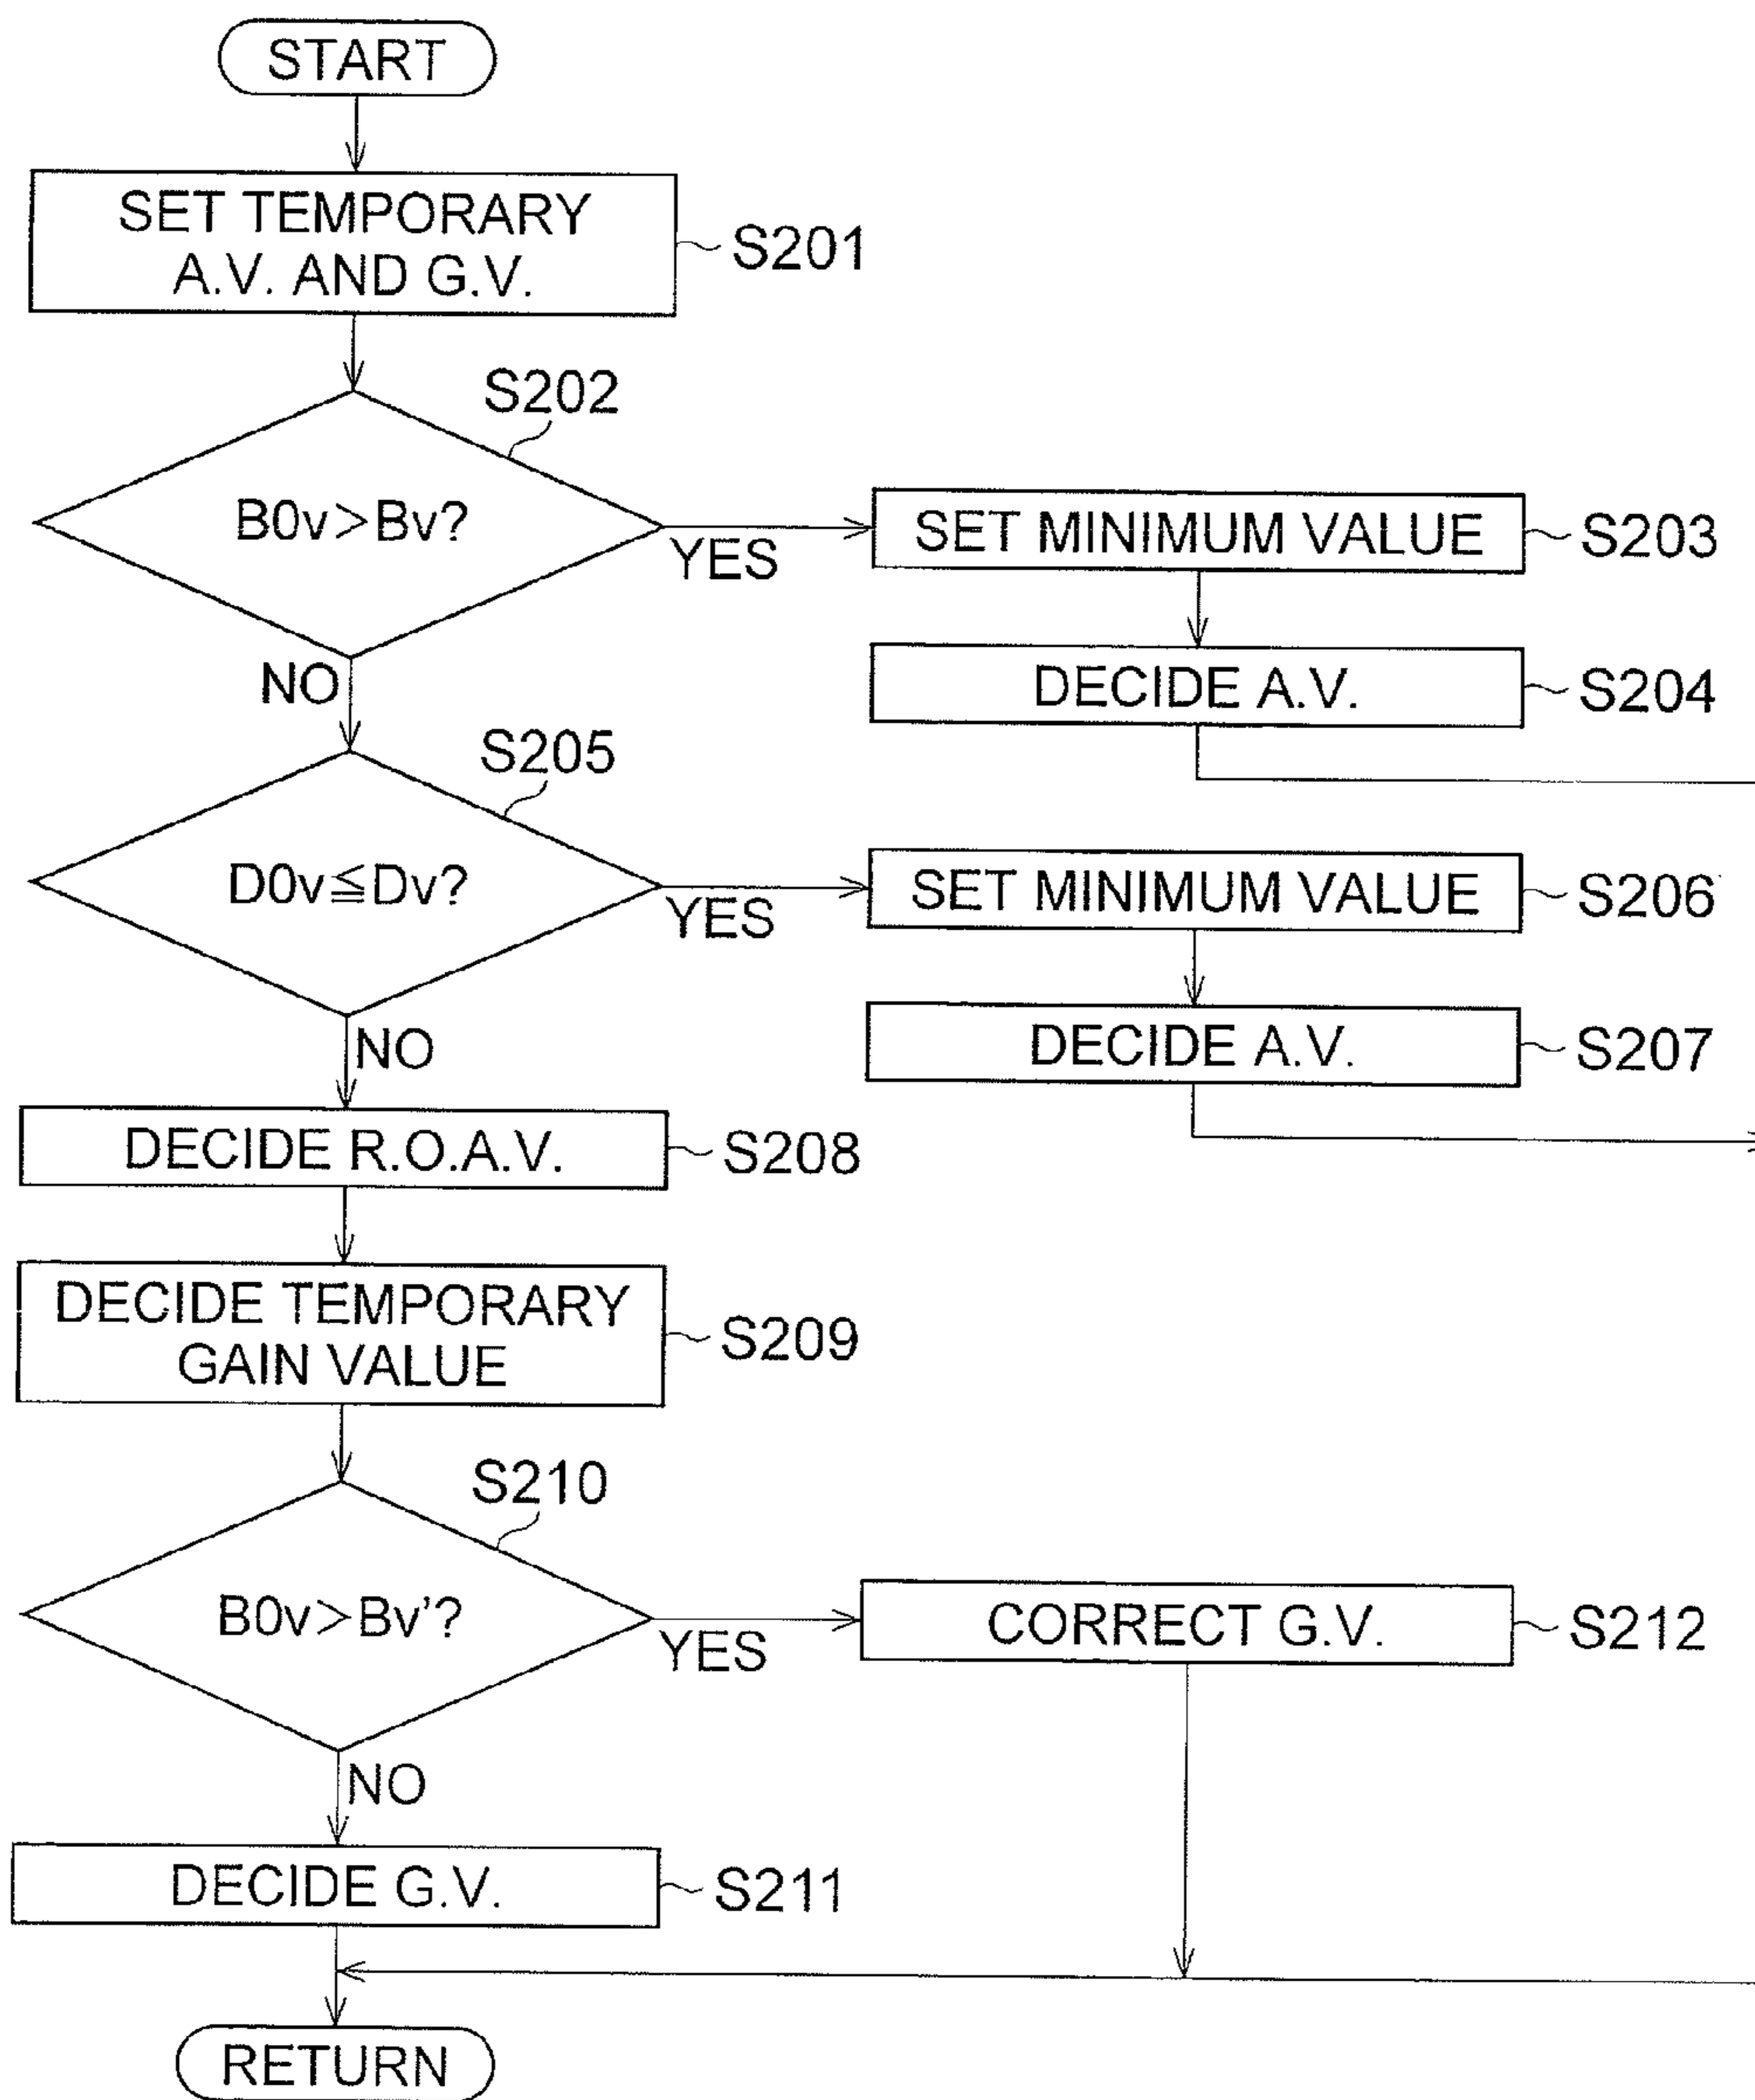 START
SET TEMPORARY
A.V. AND G.V.
S201
S202
B0v>Bv?
YES
SET MINIMUM VALUE
S203
DECIDE A.V.
S204
NO
S205
D0v≦Dv?
YES
SET MINIMUM VALUE
S206
DECIDE A.V.
S207
NO
DECIDE R.O.A.V.
S208
DECIDE TEMPORARY
GAIN VALUE
S209
S210
B0v>Bv'?
YES
CORRECT G.V.
S212
NO
DECIDE G.V.
S211
RETURN